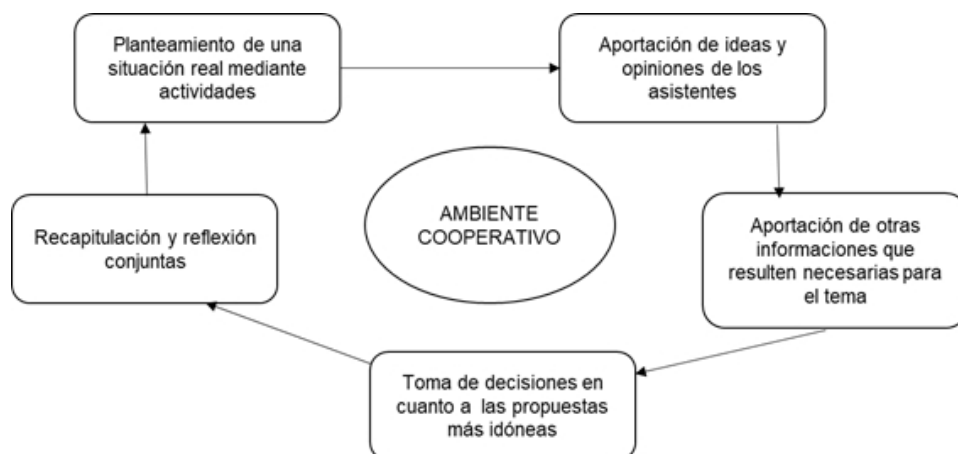 Planteamiento de una
situación real mediante
actividades
Aportación de ideas y
opiniones de los
asistentes
Aportación de otras
informaciones que
resulten necesarias para
el tema
Toma de decisiones en
cuanto a las propuestas
más idóneas
Recapitulación y reflexión
conjuntas
AMBIENTE
COOPERATIVO